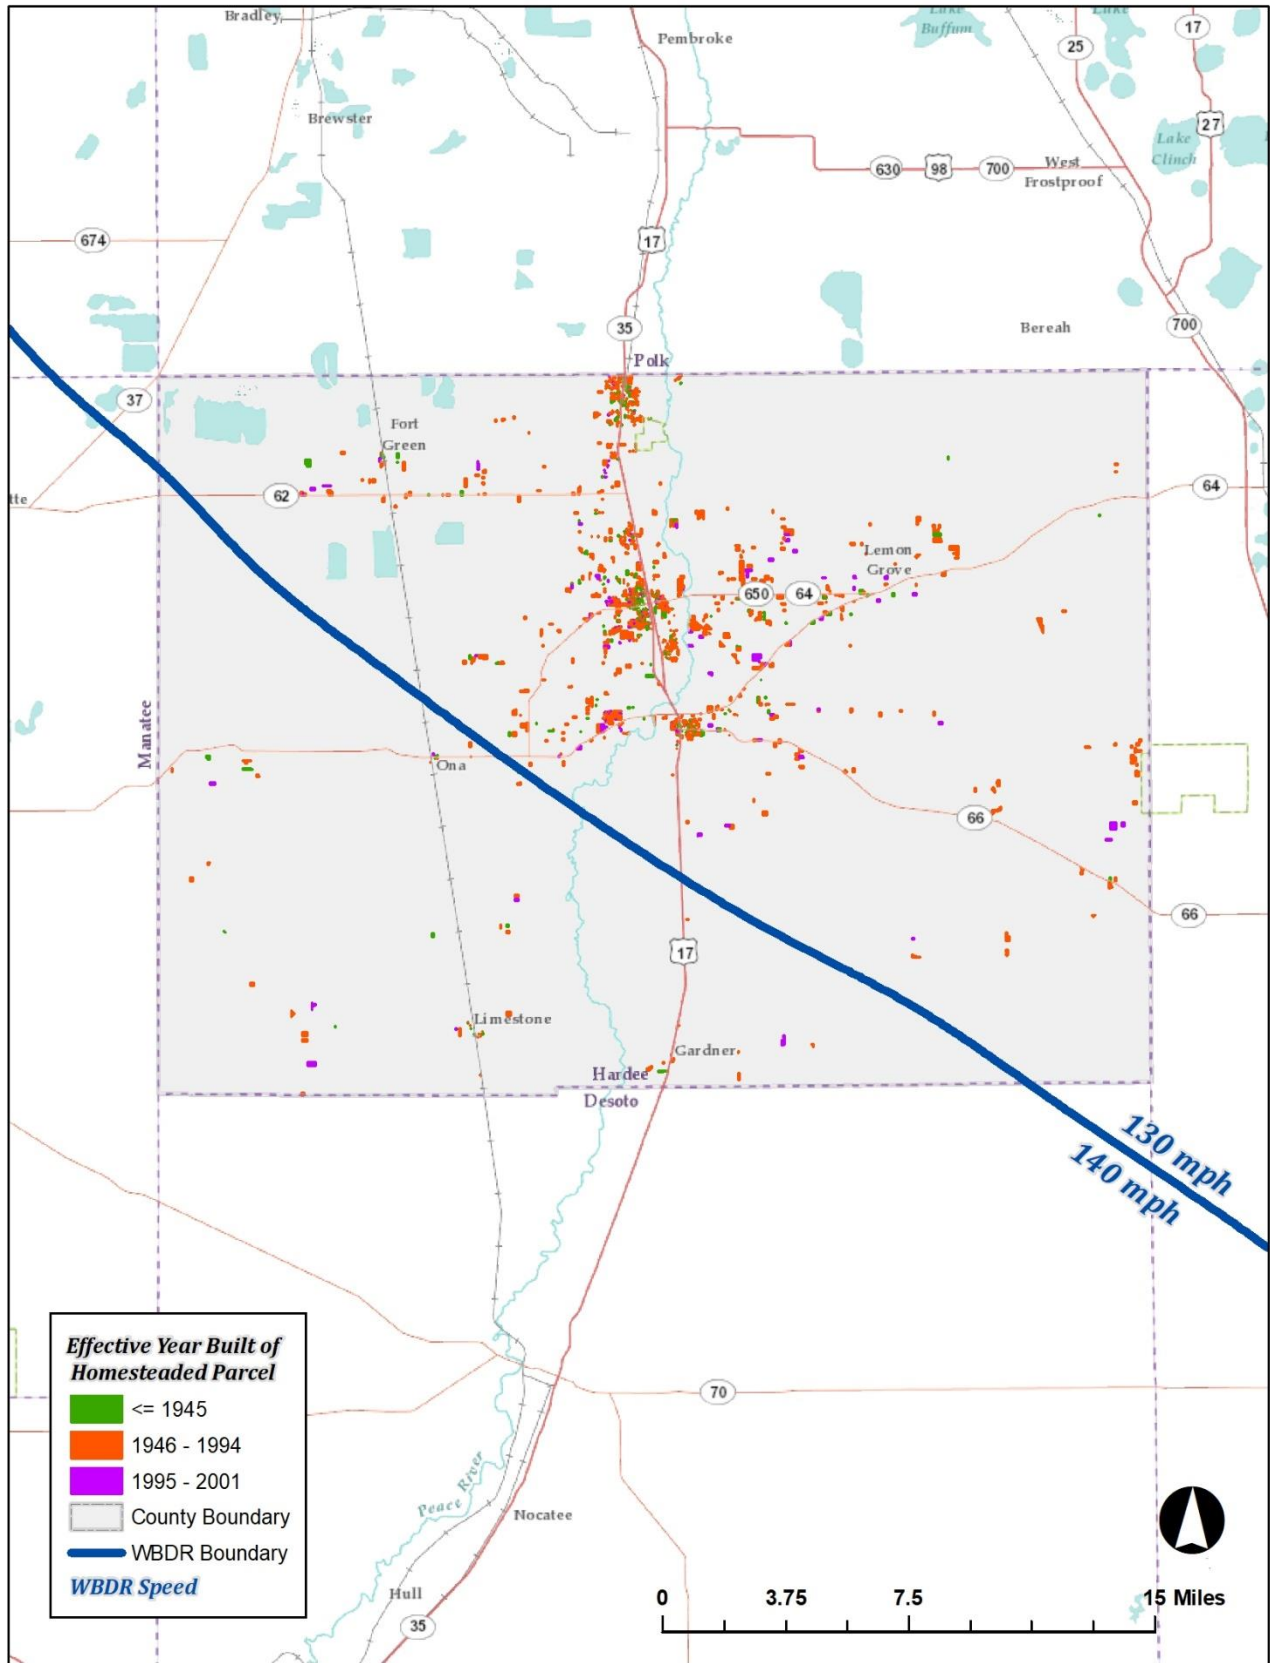 Bradley
Pembroke
Lake
Buffum
Lake
17
25
Brewster
27
Lake
Clinch
630
98
700
West
Frostproof
674
17
35
Bereah
700
Polk
37
Fort
Green
tte
62
64
Lemon
Grove
650
64
Manatee
Ona
66
66
17
Limestone
Gardner
Hardee
Desoto
130 mph
140 mph
70
Peace River
Nocatee
Hull
35
Effective Year Built of
Homesteaded Parcel
<= 1945
1946 - 1994
1995 - 2001
County Boundary
WBDR Boundary
WBDR Speed
0 3.75 7.5 15 Miles